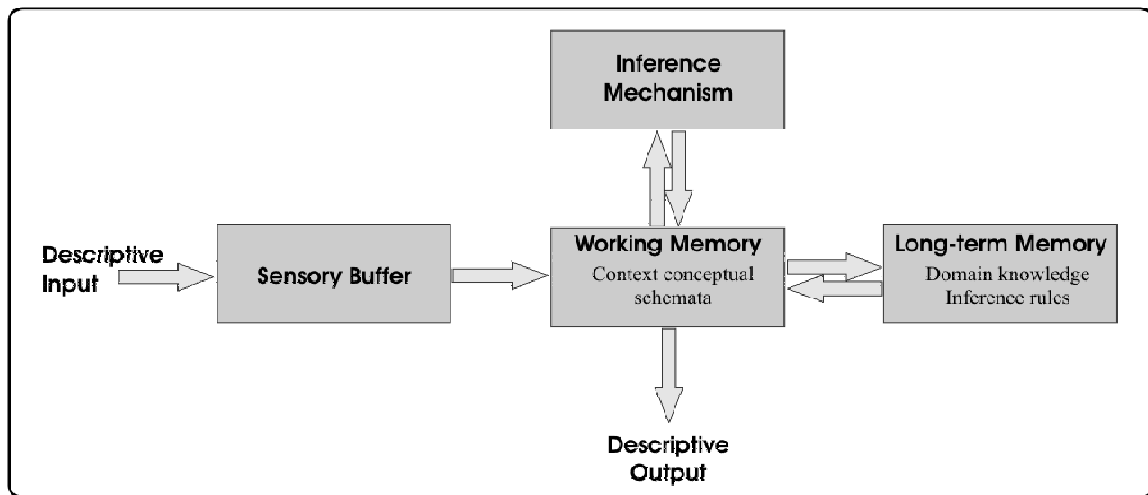 Inference
Mechanism
Descriptive
Input
Sensory Buffer
Working Memory
Context conceptual
schemata
Long-term Memory
Domain knowledge
Inference rules
Descriptive
Output